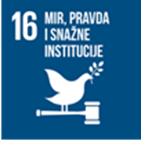 16 MIR, PRAVDA
I SNAŽNE
INSTITUCIJE